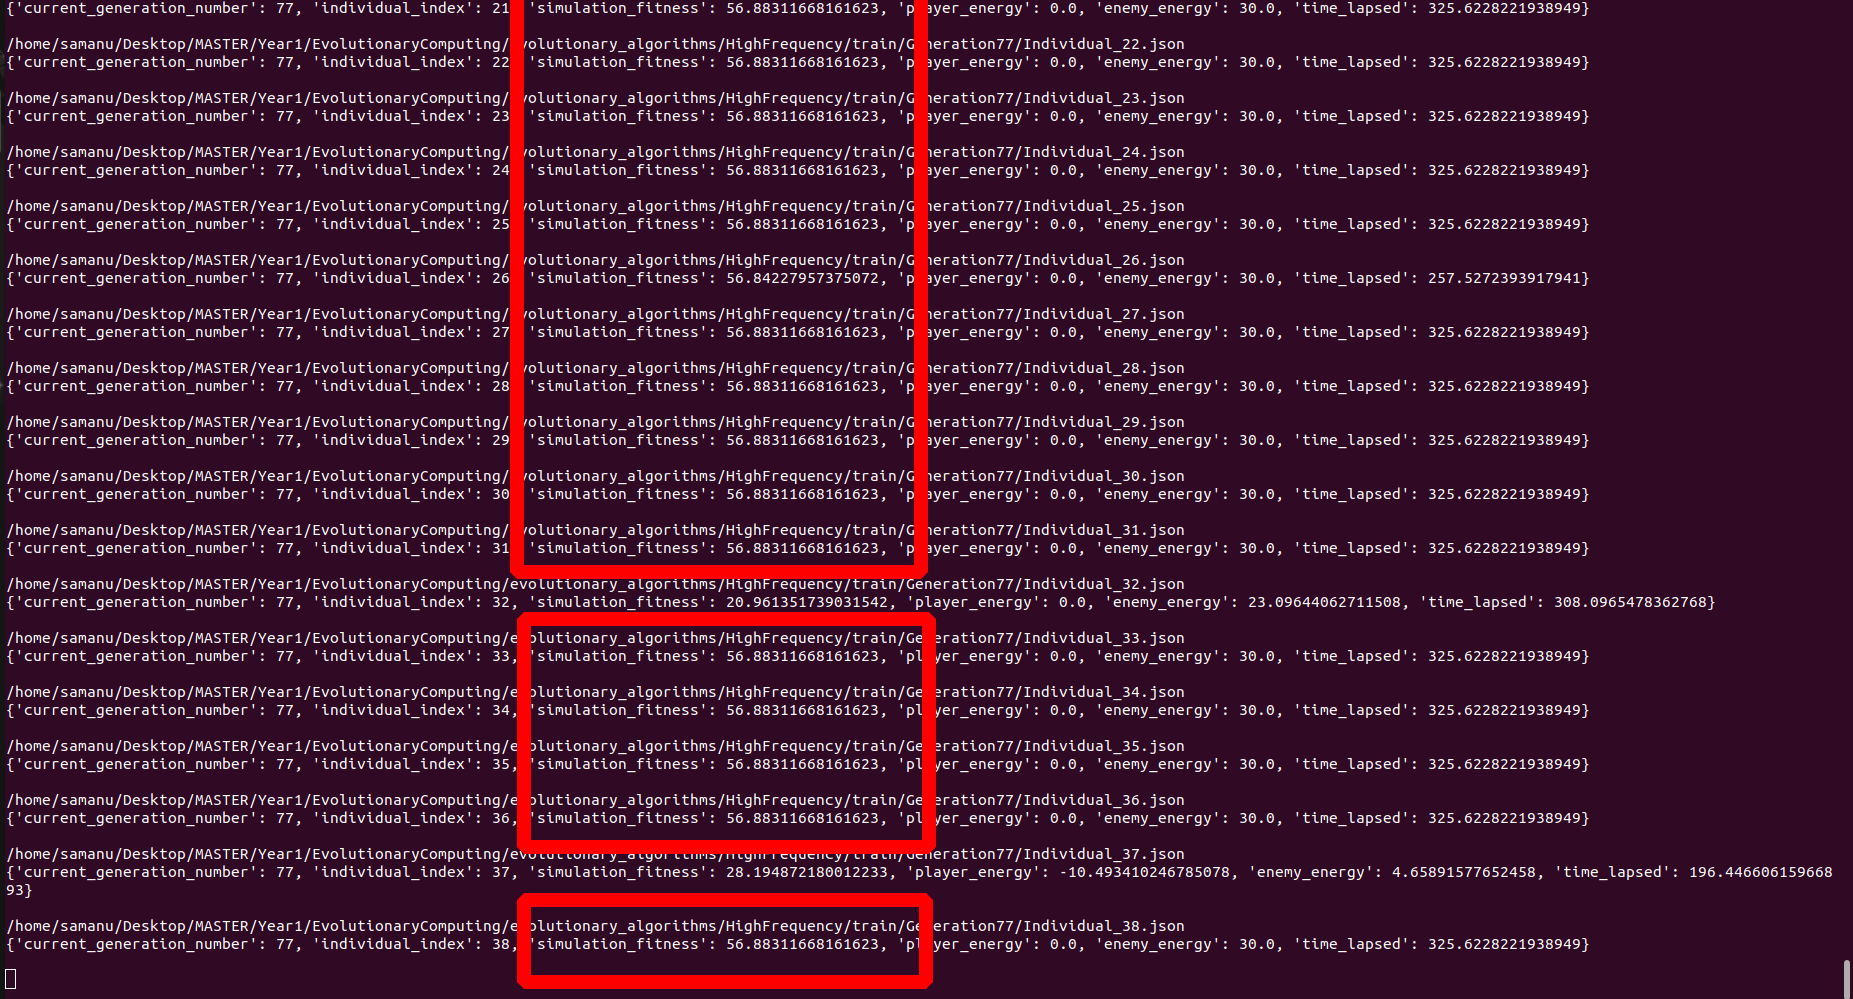 {'current_generation_number': 77, 'individual_index': 21 'simulation_fitness': 56.88311668161623, 'p ayer_energy': 0.0, 'enemy_energy': 30.0, 'time_lapsed': 325.6228221938949}
/home/samanu/Desktop/MASTER/Year1/EvolutionaryComputing/ volutionary_algorithms/HighFrequency/train/G neration77/Individual_22.json
{'current_generation_number': 77, 'individual_index': 22 'simulation_fitness': 56.88311668161623, 'p ayer_energy': 0.0, 'enemy_energy': 30.0, 'time_lapsed': 325.6228221938949}
/home/samanu/Desktop/MASTER/Year1/EvolutionaryComputing/ volutionary_algorithms/HighFrequency/train/G neration77/Individual_23.json
{'current_generation_number': 77, 'individual_index': 23 'simulation_fitness': 56.88311668161623, 'p ayer_energy': 0.0, 'enemy_energy': 30.0, 'time_lapsed': 325.6228221938949}
/home/samanu/Desktop/MASTER/Year1/EvolutionaryComputing/ volutionary_algorithms/HighFrequency/train/G neration77/Individual_24.json
{'current_generation_number': 77, 'individual_index': 24 'simulation_fitness': 56.88311668161623, 'p ayer_energy': 0.0, 'enemy_energy': 30.0, 'time_lapsed': 325.6228221938949}
/home/samanu/Desktop/MASTER/Year1/EvolutionaryComputing/ volutionary_algorithms/HighFrequency/train/G neration77/Individual_25.json
{'current_generation_number': 77, 'individual_index': 25 'simulation_fitness': 56.88311668161623, 'p ayer_energy': 0.0, 'enemy_energy': 30.0, 'time_lapsed': 325.6228221938949}
/home/samanu/Desktop/MASTER/Year1/EvolutionaryComputing/ volutionary_algorithms/HighFrequency/train/G neration77/Individual_26.json
{'current_generation_number': 77, 'individual_index': 26 'simulation_fitness': 56.84227957375072, 'p ayer_energy': 0.0, 'enemy_energy': 30.0, 'time_lapsed': 257.5272393917941}
/home/samanu/Desktop/MASTER/Year1/EvolutionaryComputing/ volutionary_algorithms/HighFrequency/train/G neration77/Individual_27.json
{'current_generation_number': 77, 'individual_index': 27 'simulation_fitness': 56.88311668161623, 'p ayer_energy': 0.0, 'enemy_energy': 30.0, 'time_lapsed': 325.6228221938949}
/home/samanu/Desktop/MASTER/Year1/EvolutionaryComputing/ volutionary_algorithms/HighFrequency/train/G neration77/Individual_28.json
{'current_generation_number': 77, 'individual_index': 28 'simulation_fitness': 56.88311668161623, 'p ayer_energy': 0.0, 'enemy_energy': 30.0, 'time_lapsed': 325.6228221938949}
/home/samanu/Desktop/MASTER/Year1/EvolutionaryComputing/ volutionary_algorithms/HighFrequency/train/G neration77/Individual_29.json
{'current_generation_number': 77, 'individual_index': 29 'simulation_fitness': 56.88311668161623, 'p ayer_energy': 0.0, 'enemy_energy': 30.0, 'time_lapsed': 325.6228221938949}
/home/samanu/Desktop/MASTER/Year1/EvolutionaryComputing/ volutionary_algorithms/HighFrequency/train/G neration77/Individual_30.json
{'current_generation_number': 77, 'individual_index': 30 'simulation_fitness': 56.88311668161623, 'p ayer_energy': 0.0, 'enemy_energy': 30.0, 'time_lapsed': 325.6228221938949}
/home/samanu/Desktop/MASTER/Year1/EvolutionaryComputing/ volutionary_algorithms/HighFrequency/train/G neration77/Individual_31.json
{'current_generation_number': 77, 'individual_index': 31 'simulation_fitness': 56.88311668161623, 'p ayer_energy': 0.0, 'enemy_energy': 30.0, 'time_lapsed': 325.6228221938949}
/home/samanu/Desktop/MASTER/Year1/EvolutionaryComputing/evolutionary_algorithms/HighFrequency/train/Generation77/Individual_32.json
{'current_generation_number': 77, 'individual_index': 32, 'simulation_fitness': 20.961351739031542, 'player_energy': 0.0, 'enemy_energy': 23.09644062711508, 'time_lapsed': 308.0965478362768}
/home/samanu/Desktop/MASTER/Year1/EvolutionaryComputing/e olutionary_algorithms/HighFrequency/train/Ge eration77/Individual_33.json
{'current_generation_number': 77, 'individual_index': 33, 'simulation_fitness': 56.88311668161623, 'pl yer_energy': 0.0, 'enemy_energy': 30.0, 'time_lapsed': 325.6228221938949}
/home/samanu/Desktop/MASTER/Year1/EvolutionaryComputing/e olutionary_algorithms/HighFrequency/train/Ge eration77/Individual_34.json
{'current_generation_number': 77, 'individual_index': 34, 'simulation_fitness': 56.88311668161623, 'pl yer_energy': 0.0, 'enemy_energy': 30.0, 'time_lapsed': 325.6228221938949}
/home/samanu/Desktop/MASTER/Year1/EvolutionaryComputing/e olutionary_algorithms/HighFrequency/train/Ge eration77/Individual_35.json
{'current_generation_number': 77, 'individual_index': 35, 'simulation_fitness': 56.88311668161623, 'pl yer_energy': 0.0, 'enemy_energy': 30.0, 'time_lapsed': 325.6228221938949}
/home/samanu/Desktop/MASTER/Year1/EvolutionaryComputing/e olutionary_algorithms/HighFrequency/train/Ge eration77/Individual_36.json
{'current_generation_number': 77, 'individual_index': 36, 'simulation_fitness': 56.88311668161623, 'pl yer_energy': 0.0, 'enemy_energy': 30.0, 'time_lapsed': 325.6228221938949}
/home/samanu/Desktop/MASTER/Year1/EvolutionaryComputing/evolutionary_algorithms/HighFrequency/train/Generation77/Individual_37.json
{'current_generation_number': 77, 'individual_index': 37, 'simulation_fitness': 28.194872180012233, 'player_energy': -10.493410246785078, 'enemy_energy': 4.65891577652458, 'time_lapsed': 196.446606159668
93}
/home/samanu/Desktop/MASTER/Year1/EvolutionaryComputing/e olutionary_algorithms/HighFrequency/train/Ge eration77/Individual_38.json
{'current_generation_number': 77, 'individual_index': 38, 'simulation_fitness': 56.88311668161623, 'pl yer_energy': 0.0, 'enemy_energy': 30.0, 'time_lapsed': 325.6228221938949}